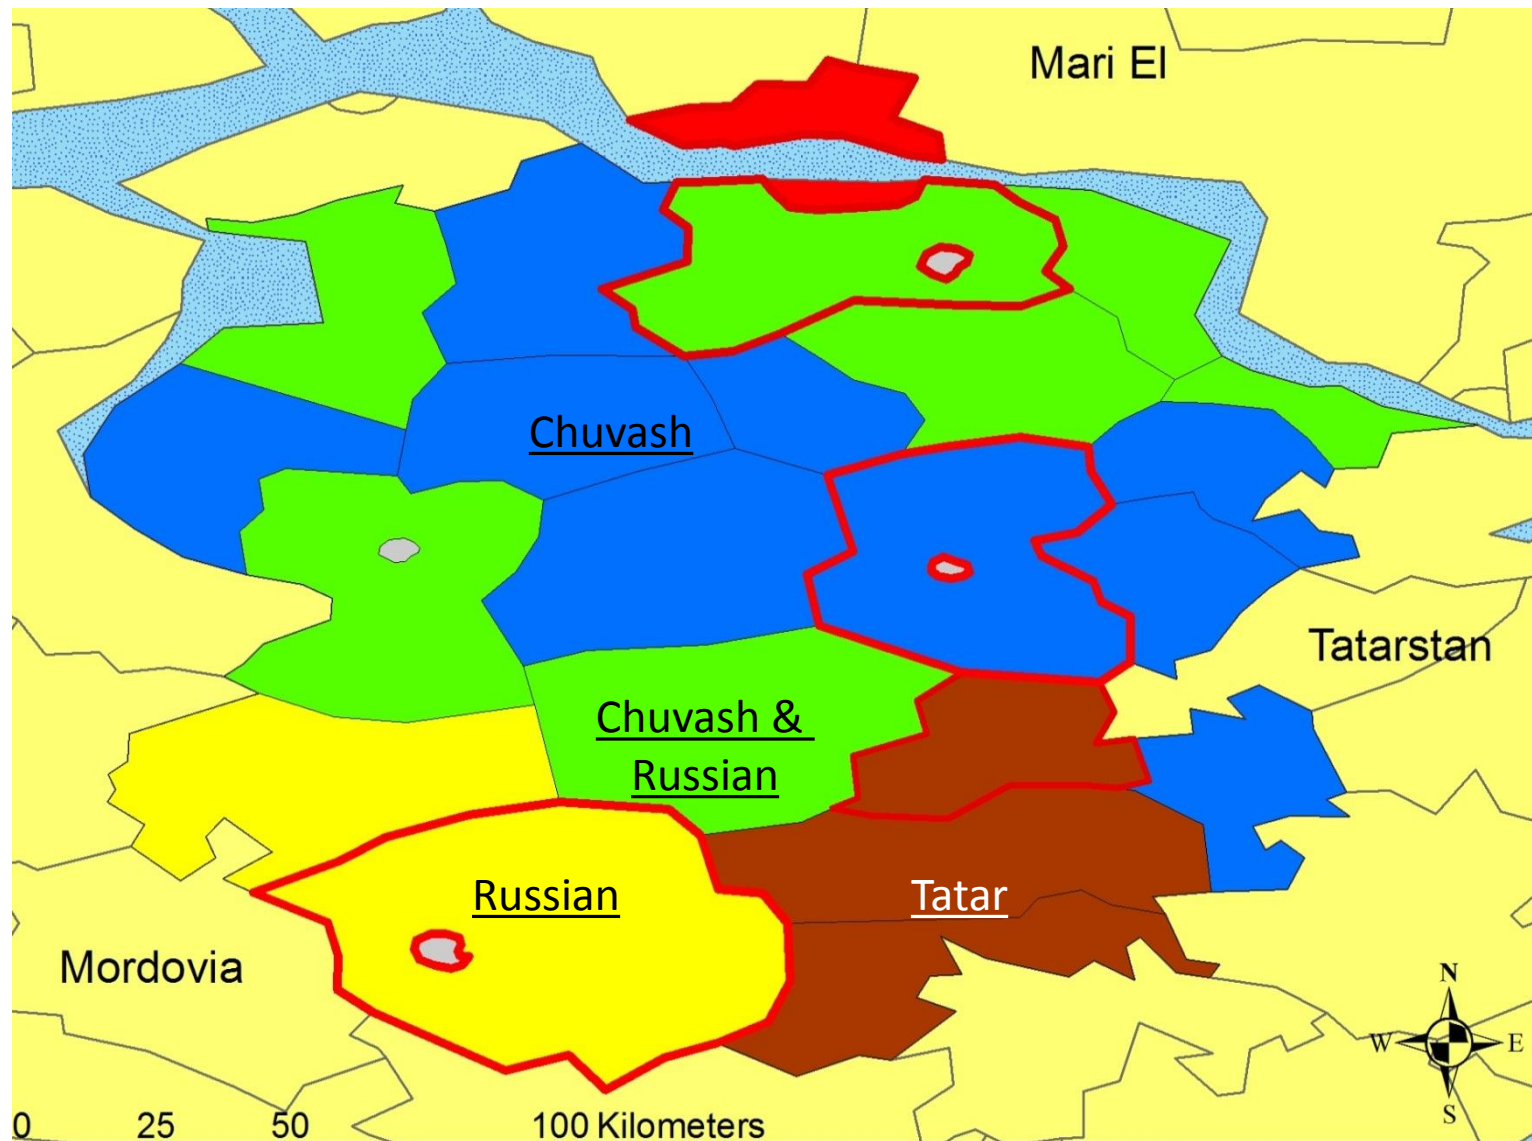 Mari El
Chuvash
Tatarstan
Chuvash &
Russian
Russian
Tatar
Mordovia
N
W
E
S
0 25 50 100 Kilometers